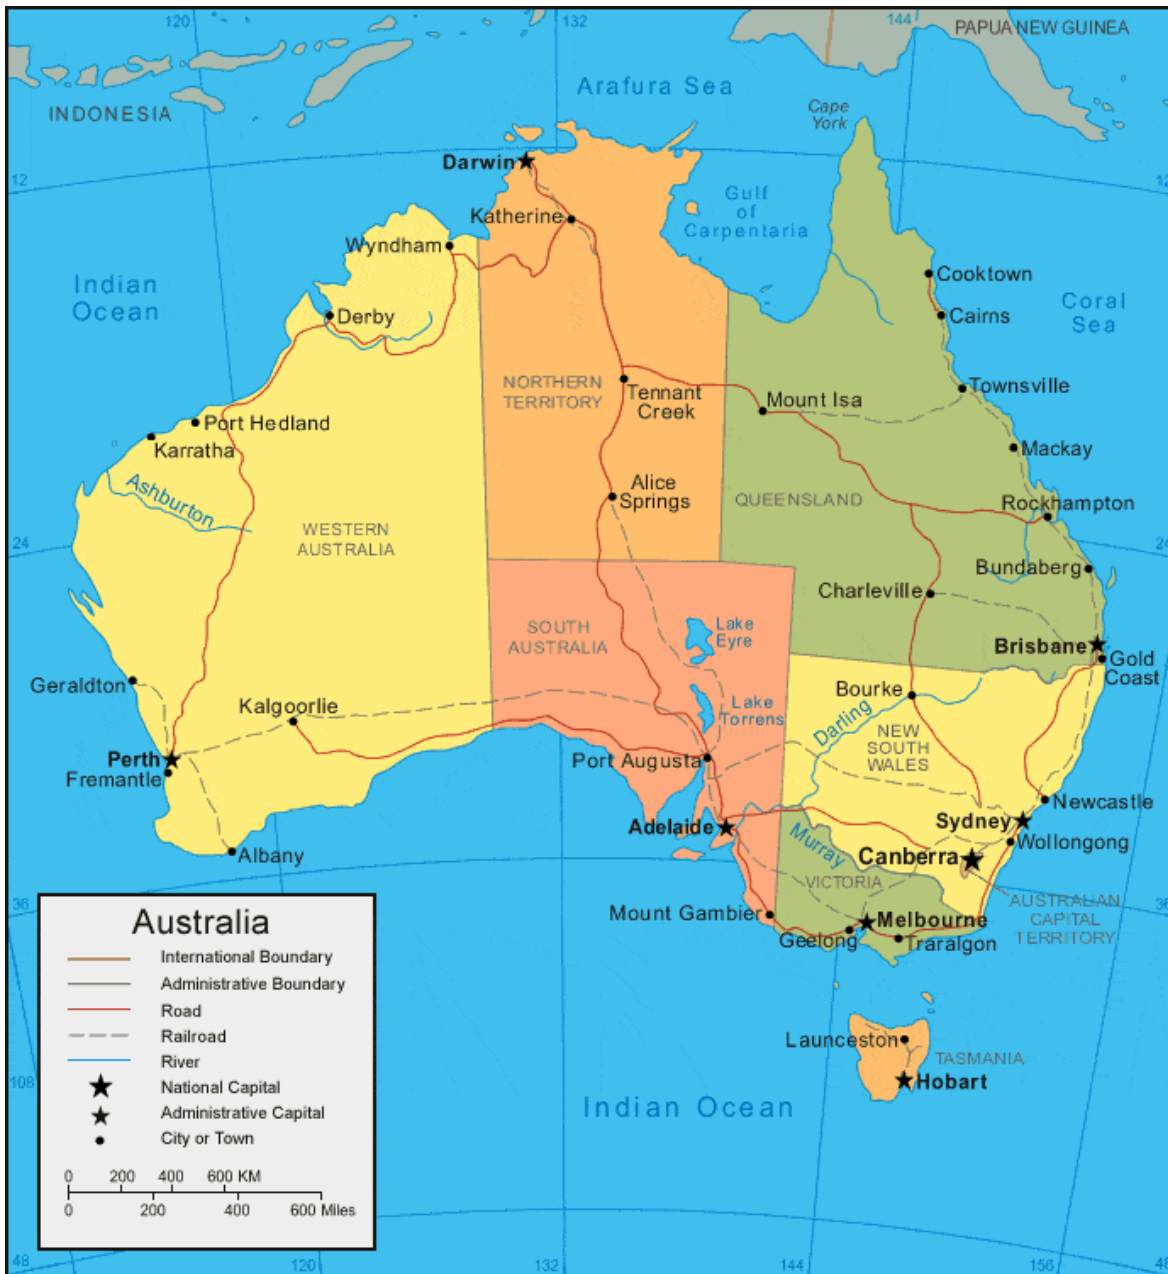 120
132
144
PAPUA NEW GUINEA
Arafura Sea
INDONESIA
Cape
York
Darwin
12
12
Gulf
of
Carpentaria
Katherine
Wyndham
Indian
Ocean
Cooktown
Coral
Sea
Derby
Cairns
NORTHERN
TERRITORY
Tennant
Creek
Mount Isa
Townsville
Port Hedland
Karratha
Mackay
Ashburton
Alice
Springs
QUEENSLAND
Rockhampton
WESTERN
AUSTRALIA
24
24
Bundaberg
Charleville
SOUTH
AUSTRALIA
Lake
Eyre
Brisbane
Gold
Coast
Geraldton
Kalgoorlie
Bourke
Lake
Torrens
Darling
NEW
SOUTH
WALES
Perth
Fremantle
Port Augusta
Newcastle
Adelaide
Sydney
Murray
Wollongong
Albany
Canberra
VICTORIA
AUSTRALIAN
CAPITAL
TERRITORY
36
36
Mount Gambier
Melbourne
Geelong
Traralgon
Launceston
TASMANIA
Hobart
Indian Ocean
108
Australia
International Boundary
Administrative Boundary
Road
Railroad
River
National Capital
Administrative Capital
City or Town
0 200 400 600 KM
0 200 400 600 Miles
48
120
132
144
156
48